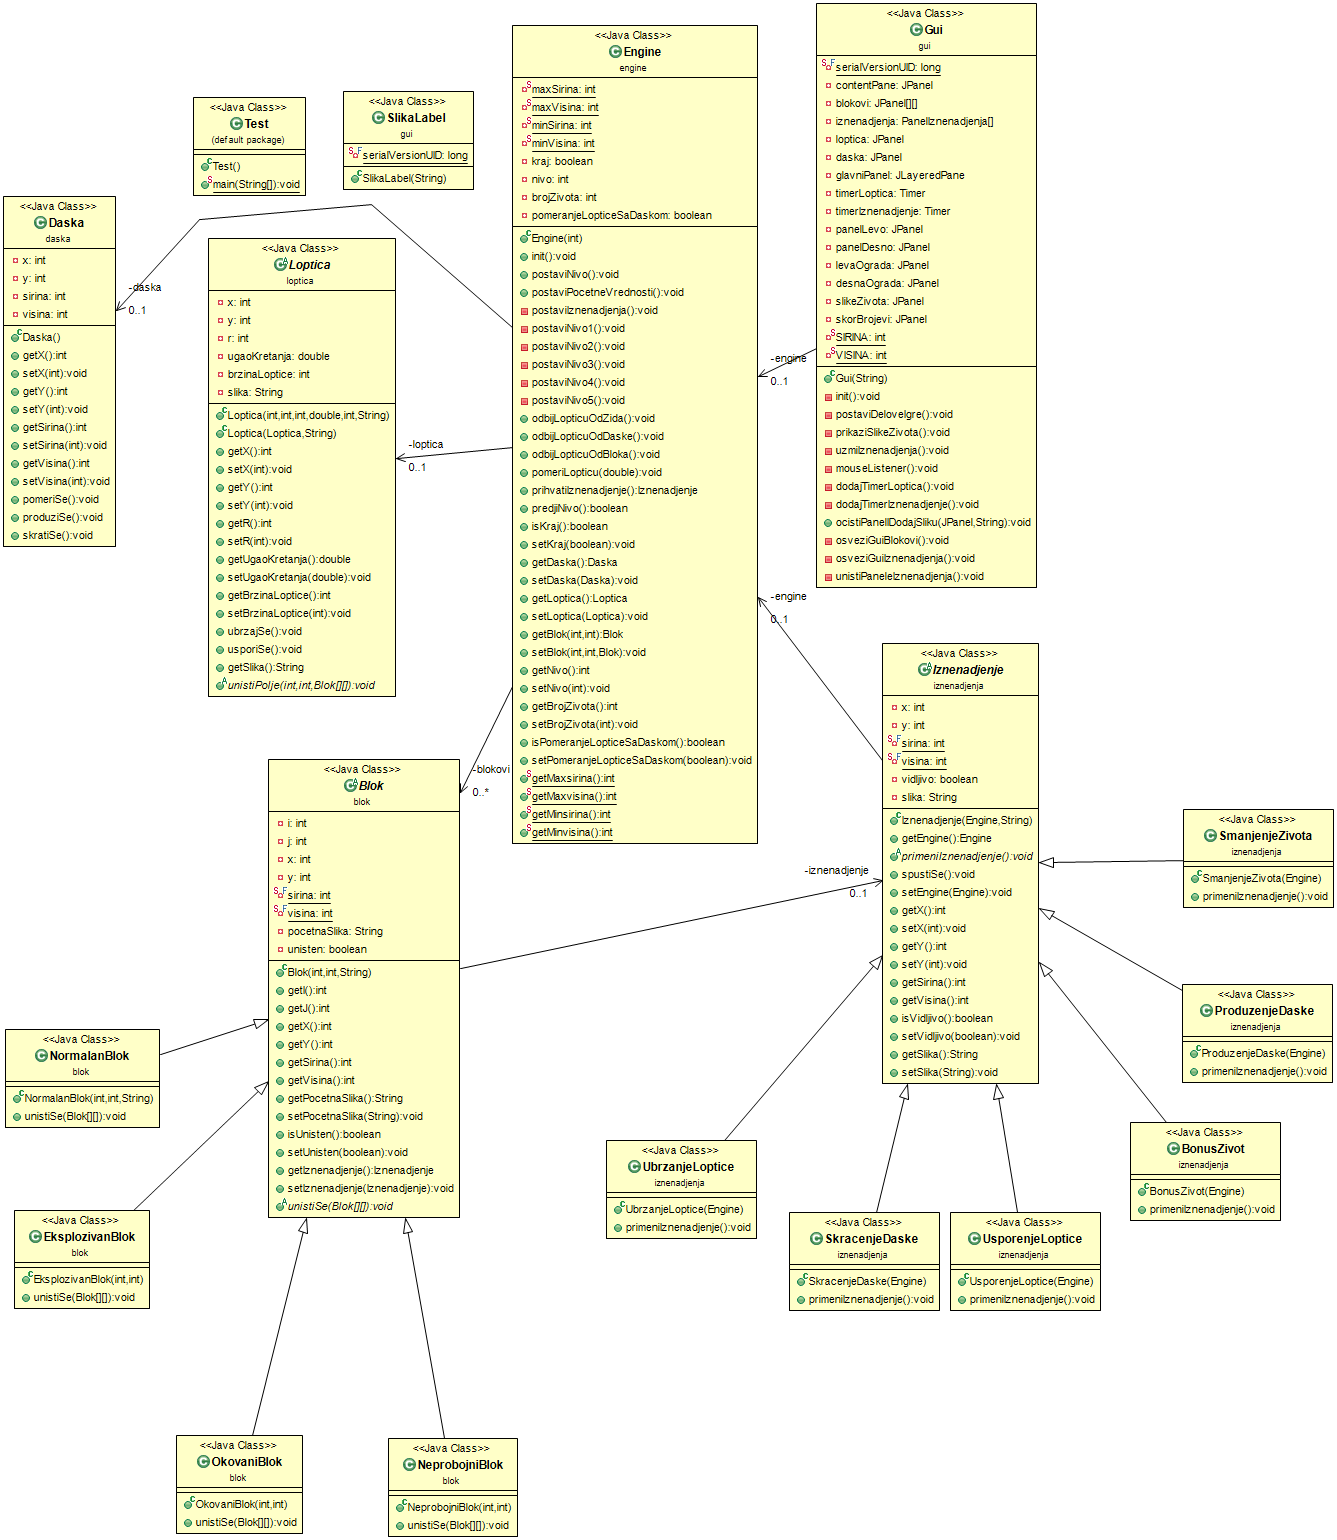 <<Java Class>>
Gui
gui
serialVersionUID: long
contentPane: JPanel
blokovi: JPanel[][]
iznenadjenja: PanelIznenadjenja[]
loptica: JPanel
daska: JPanel
glavniPanel: JLayeredPane
timerLoptica: Timer
timerIznenadjenje: Timer
panelLevo: JPanel
panelDesno: JPanel
levaOgrada: JPanel
desnaOgrada: JPanel
slikeZivota: JPanel
skorBrojevi: JPanel
SIRINA: int
VISINA: int
Gui(String)
init():void
postaviDeloveIgre():void
prikaziSlikeZivota():void
uzmiIznenadjenja():void
mouseListener():void
dodajTimerLoptica():void
dodajTimerIznenadjenje():void
ocistiPanelIDodajSliku(JPanel,String):void
osveziGuiBlokovi():void
osveziGuiIznenadjenja():void
unistiPaneleIznenadjenja():void
<<Java Class>>
Engine
engine
maxSirina: int
maxVisina: int
minSirina: int
minVisina: int
kraj: boolean
nivo: int
brojZivota: int
pomeranjeLopticeSaDaskom: boolean
Engine(int)
init():void
postaviNivo():void
postaviPocetneVrednosti():void
postaviIznenadjenja():void
postaviNivo1():void
postaviNivo2():void
postaviNivo3():void
postaviNivo4():void
postaviNivo5():void
odbijLopticuOdZida():void
odbijLopticuOdDaske():void
odbijLopticuOdBloka():void
pomeriLopticu(double):void
prihvatiIznenadjenje():Iznenadjenje
predjiNivo():boolean
isKraj():boolean
setKraj(boolean):void
getDaska():Daska
setDaska(Daska):void
getLoptica():Loptica
setLoptica(Loptica):void
getBlok(int,int):Blok
setBlok(int,int,Blok):void
getNivo():int
setNivo(int):void
getBrojZivota():int
setBrojZivota(int):void
isPomeranjeLopticeSaDaskom():boolean
setPomeranjeLopticeSaDaskom(boolean):void
getMaxsirina():int
getMaxvisina():int
getMinsirina():int
getMinvisina():int
<<Java Class>>
SlikaLabel
gui
serialVersionUID: long
SlikaLabel(String)
<<Java Class>>
Test
(default package)
Test()
main(String[]):void
<<Java Class>>
Daska
daska
x: int
y: int
sirina: int
visina: int
Daska()
getX():int
setX(int):void
getY():int
setY(int):void
getSirina():int
setSirina(int):void
getVisina():int
setVisina(int):void
pomeriSe():void
produziSe():void
skratiSe():void
-daska
0..1
<<Java Class>>
Loptica
loptica
x: int
y: int
r: int
ugaoKretanja: double
brzinaLoptice: int
slika: String
Loptica(int,int,int,double,int,String)
Loptica(Loptica,String)
getX():int
setX(int):void
getY():int
setY(int):void
getR():int
setR(int):void
getUgaoKretanja():double
setUgaoKretanja(double):void
getBrzinaLoptice():int
setBrzinaLoptice(int):void
ubrzajSe():void
usporiSe():void
getSlika():String
unistiPolje(int,int,Blok[][]):void
-loptica
0..1
-engine
0..1
-engine
0..1
<<Java Class>>
Iznenadjenje
iznenadjenja
x: int
y: int
sirina: int
visina: int
vidljivo: boolean
slika: String
Iznenadjenje(Engine,String)
getEngine():Engine
primeniIznenadjenje():void
spustiSe():void
setEngine(Engine):void
getX():int
setX(int):void
getY():int
setY(int):void
getSirina():int
getVisina():int
isVidljivo():boolean
setVidljivo(boolean):void
getSlika():String
setSlika(String):void
-blokovi
0..*
<<Java Class>>
Blok
blok
i: int
j: int
x: int
y: int
sirina: int
visina: int
pocetnaSlika: String
unisten: boolean
Blok(int,int,String)
getI():int
getJ():int
getX():int
getY():int
getSirina():int
getVisina():int
getPocetnaSlika():String
setPocetnaSlika(String):void
isUnisten():boolean
setUnisten(boolean):void
getIznenadjenje():Iznenadjenje
setIznenadjenje(Iznenadjenje):void
unistiSe(Blok[][]):void
-iznenadjenje
0..1
<<Java Class>>
SmanjenjeZivota
iznenadjenja
SmanjenjeZivota(Engine)
primeniIznenadjenje():void
<<Java Class>>
ProduzenjeDaske
iznenadjenja
ProduzenjeDaske(Engine)
primeniIznenadjenje():void
<<Java Class>>
NormalanBlok
blok
NormalanBlok(int,int,String)
unistiSe(Blok[][]):void
<<Java Class>>
BonusZivot
iznenadjenja
BonusZivot(Engine)
primeniIznenadjenje():void
<<Java Class>>
UbrzanjeLoptice
iznenadjenja
UbrzanjeLoptice(Engine)
primeniIznenadjenje():void
<<Java Class>>
EksplozivanBlok
blok
EksplozivanBlok(int,int)
unistiSe(Blok[][]):void
<<Java Class>>
SkracenjeDaske
iznenadjenja
SkracenjeDaske(Engine)
primeniIznenadjenje():void
<<Java Class>>
UsporenjeLoptice
iznenadjenja
UsporenjeLoptice(Engine)
primeniIznenadjenje():void
<<Java Class>>
OkovaniBlok
blok
OkovaniBlok(int,int)
unistiSe(Blok[][]):void
<<Java Class>>
NeprobojniBlok
blok
NeprobojniBlok(int,int)
unistiSe(Blok[][]):void